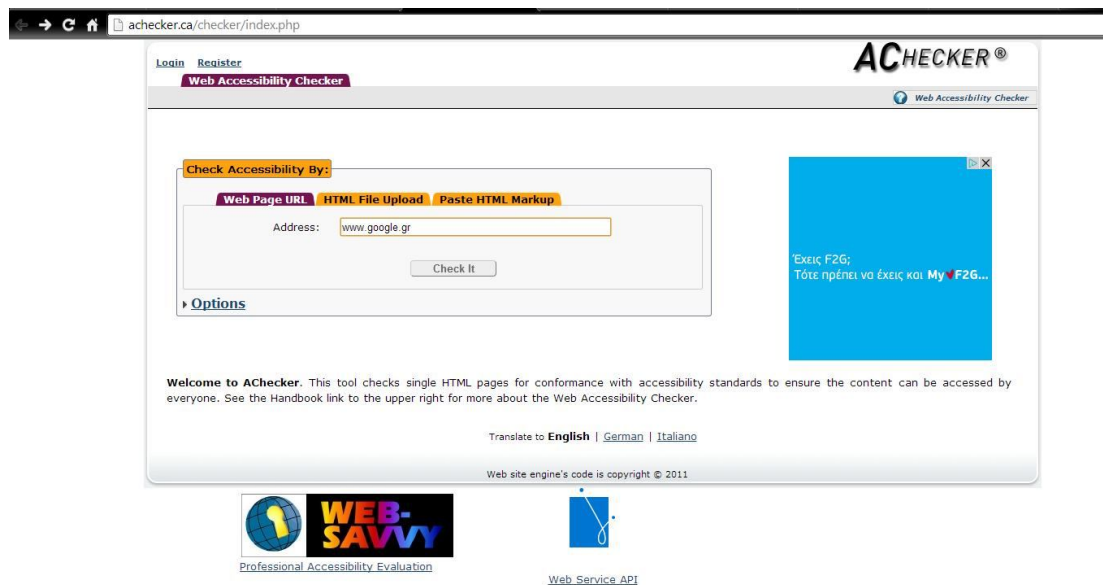 achecker.ca/checker/index.php
Login Register
ACHECKER ®
Web Accessibility Checker
Web Accessibility Checker
Check Accessibility By:
Web Page URL HTML File Upload Paste HTML Markup
Address: www.google.gr
Check It
Options
Έχεις F2G;
Τότε πρέπει να έχεις και My F2G...
Welcome to AChecker. This tool checks single HTML pages for conformance with accessibility standards to ensure the content can be accessed by
everyone. See the Handbook link to the upper right for more about the Web Accessibility Checker.
Translate to English | German | Italiano
Web site engine's code is copyright © 2011
WEB-
SAVVY
Professional Accessibility Evaluation
Web Service API